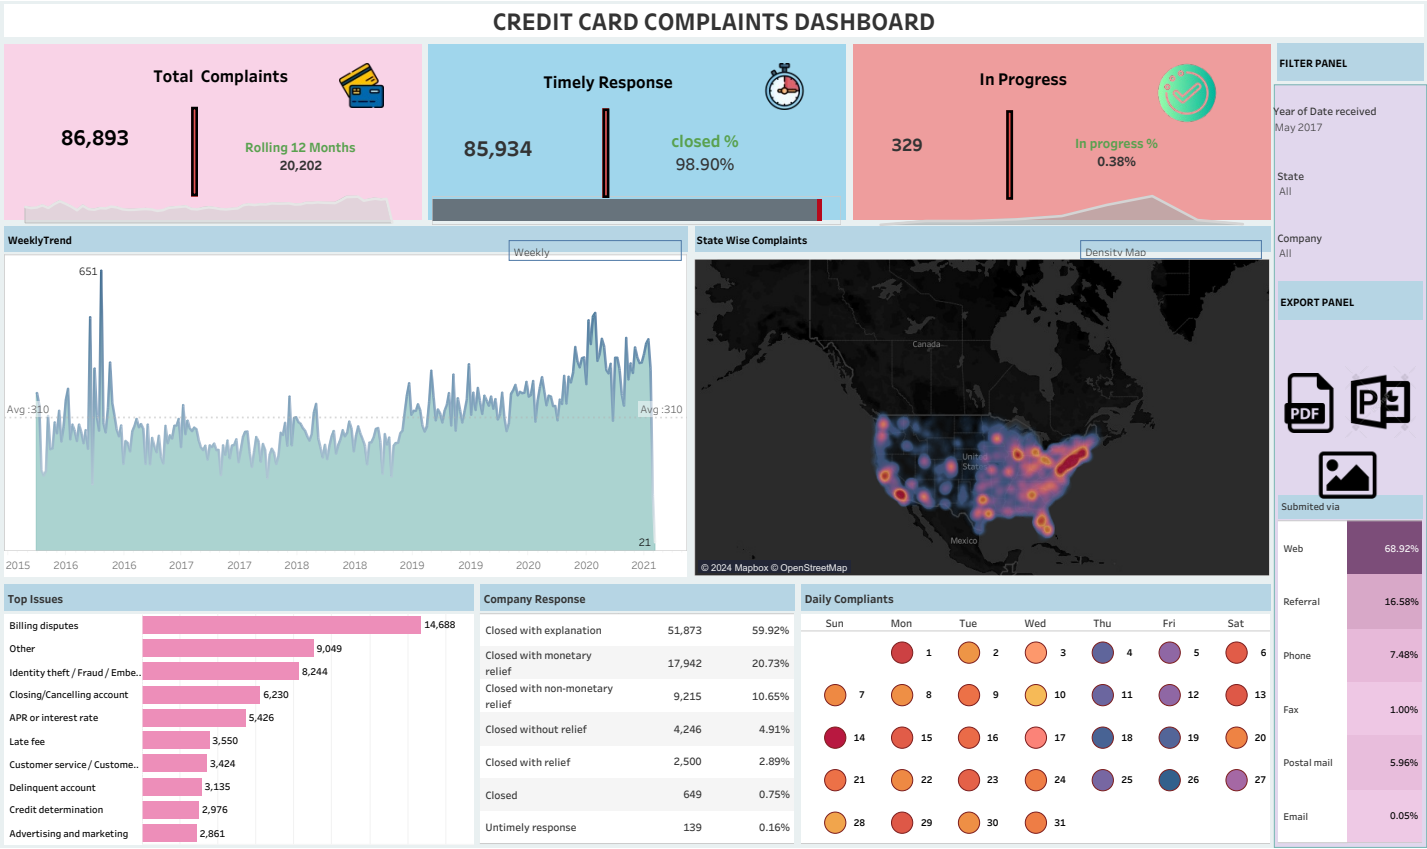 CREDIT CARD COMPLAINTS DASHBOARD
Total Complaints
86,893
Rolling 12 Months
20,202
Timely Response
85,934
closed %
98.90%
In Progress
329
In progress %
0.38%
FILTER PANEL
Year of Date received
May 2017
State
All
Company
All
EXPORT PANEL
PDF
P
WeeklyTrend
Weekly
651
Avg :310
Avg :310
21
2015 2016 2016 2017 2017 2018 2018 2019 2019 2020 2020 2021
State Wise Complaints
Density Map
Canada
United
Stat
Mexico
© 2024 Mapbox © OpenStreetMap
Submited via
Web 68.92%
Referral 16.58%
Phone 7.48%
Fax 1.00%
Postal mail 5.96%
Email 0.05%
Top Issues
Billing disputes 14,688
Other 9,049
Identity theft / Fraud / Embe.. 8,244
Closing/Cancelling account 6,230
APR or interest rate 5,426
Late fee 3,550
Customer service / Custome.. 3,424
Delinquent account 3,135
Credit determination 2,976
Advertising and marketing 2,861
Company Response
Closed with explanation 51,873 59.92%
Closed with monetary
relief 17,942 20.73%
Closed with non-monetary
relief 9,215 10.65%
Closed without relief 4,246 4.91%
Closed with relief 2,500 2.89%
Closed 649 0.75%
Untimely response 139 0.16%
Daily Compliants
Sun Mon Tue Wed Thu Fri Sat
1 2 3 4 5 6
7 8 9 10 11 12 13
14 15 16 17 18 19 20
21 22 23 24 25 26 27
28 29 30 31